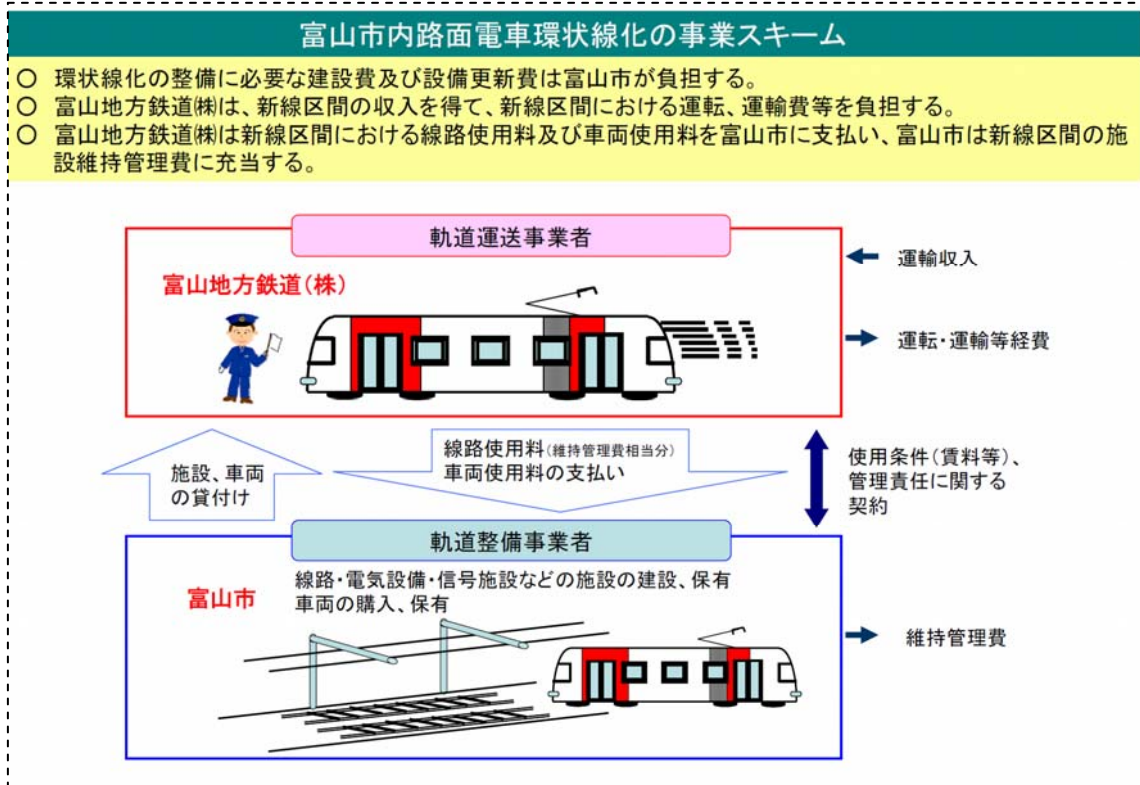 富山市内路面電車環状線化の事業スキーム
○ 環状線化の整備に必要な建設費及び設備更新費は富山市が負担する。
○ 富山地方鉄道㈱は、新線区間の収入を得て、新線区間における運転、運輸費等を負担する。
○ 富山地方鉄道㈱は新線区間における線路使用料及び車両使用料を富山市に支払い、富山市は新線区間の施
設維持管理費に充当する。
軌道運送事業者
富山地方鉄道(株)
運輸収入
運転・運輸等経費
施設、車両
の貸付け
線路使用料(維持管理費相当分)
車両使用料の支払い
使用条件(賃料等)、
管理責任に関する
契約
軌道整備事業者
富山市
線路・電気設備・信号施設などの施設の建設、保有
車両の購入、保有
維持管理費